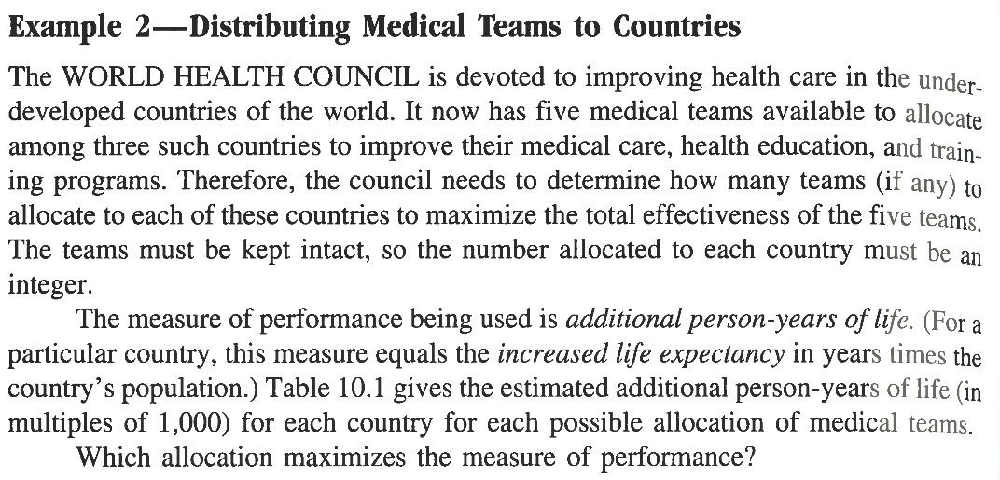 Example 2—Distributing Medical Teams to Countries
The WORLD HEALTH COUNCIL is devoted to improving health care in the under-
developed countries of the world. It now has five medical teams available to allocate
among three such countries to improve their medical care, health education, and train-
ing programs. Therefore, the council needs to determine how many teams (if any) to
allocate to each of these countries to maximize the total effectiveness of the five teams.
The teams must be kept intact, so the number allocated to each country must be an
integer.
The measure of performance being used is additional person-years of life. (For a
particular country, this measure equals the increased life expectancy in years times the
country's population.) Table 10.1 gives the estimated additional person-years of life (in
multiples of 1,000) for each country for each possible allocation of medical teams.
Which allocation maximizes the measure of performance?